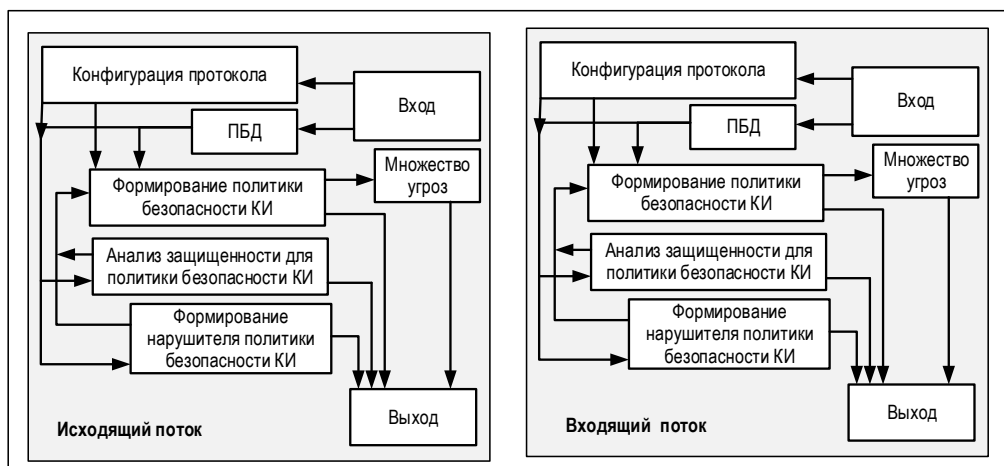 Конфигурация протокола
Вход
ПБД
Множество
угроз
Формирование политики
безопасности КИ
Анализ защищенности для
политики безопасности КИ
Формирование
нарушителя политики
безопасности КИ
Выход
Исходящий поток
Конфигурация протокола
Вход
ПБД
Множество
угроз
Формирование политики
безопасности КИ
Анализ защищенности для
политики безопасности КИ
Формирование
нарушителя политики
безопасности КИ
Выход
Входящий поток